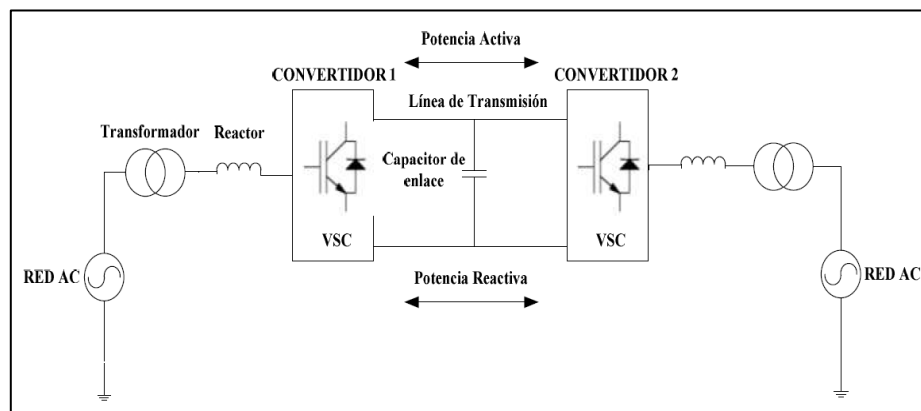 Potencia Activa
CONVERTIDOR 1
CONVERTIDOR 2
Línea de Transmisión
Transformador
Reactor
Capacitor de
enlace
VSC
VSC
RED AC
RED AC
Potencia Reactiva